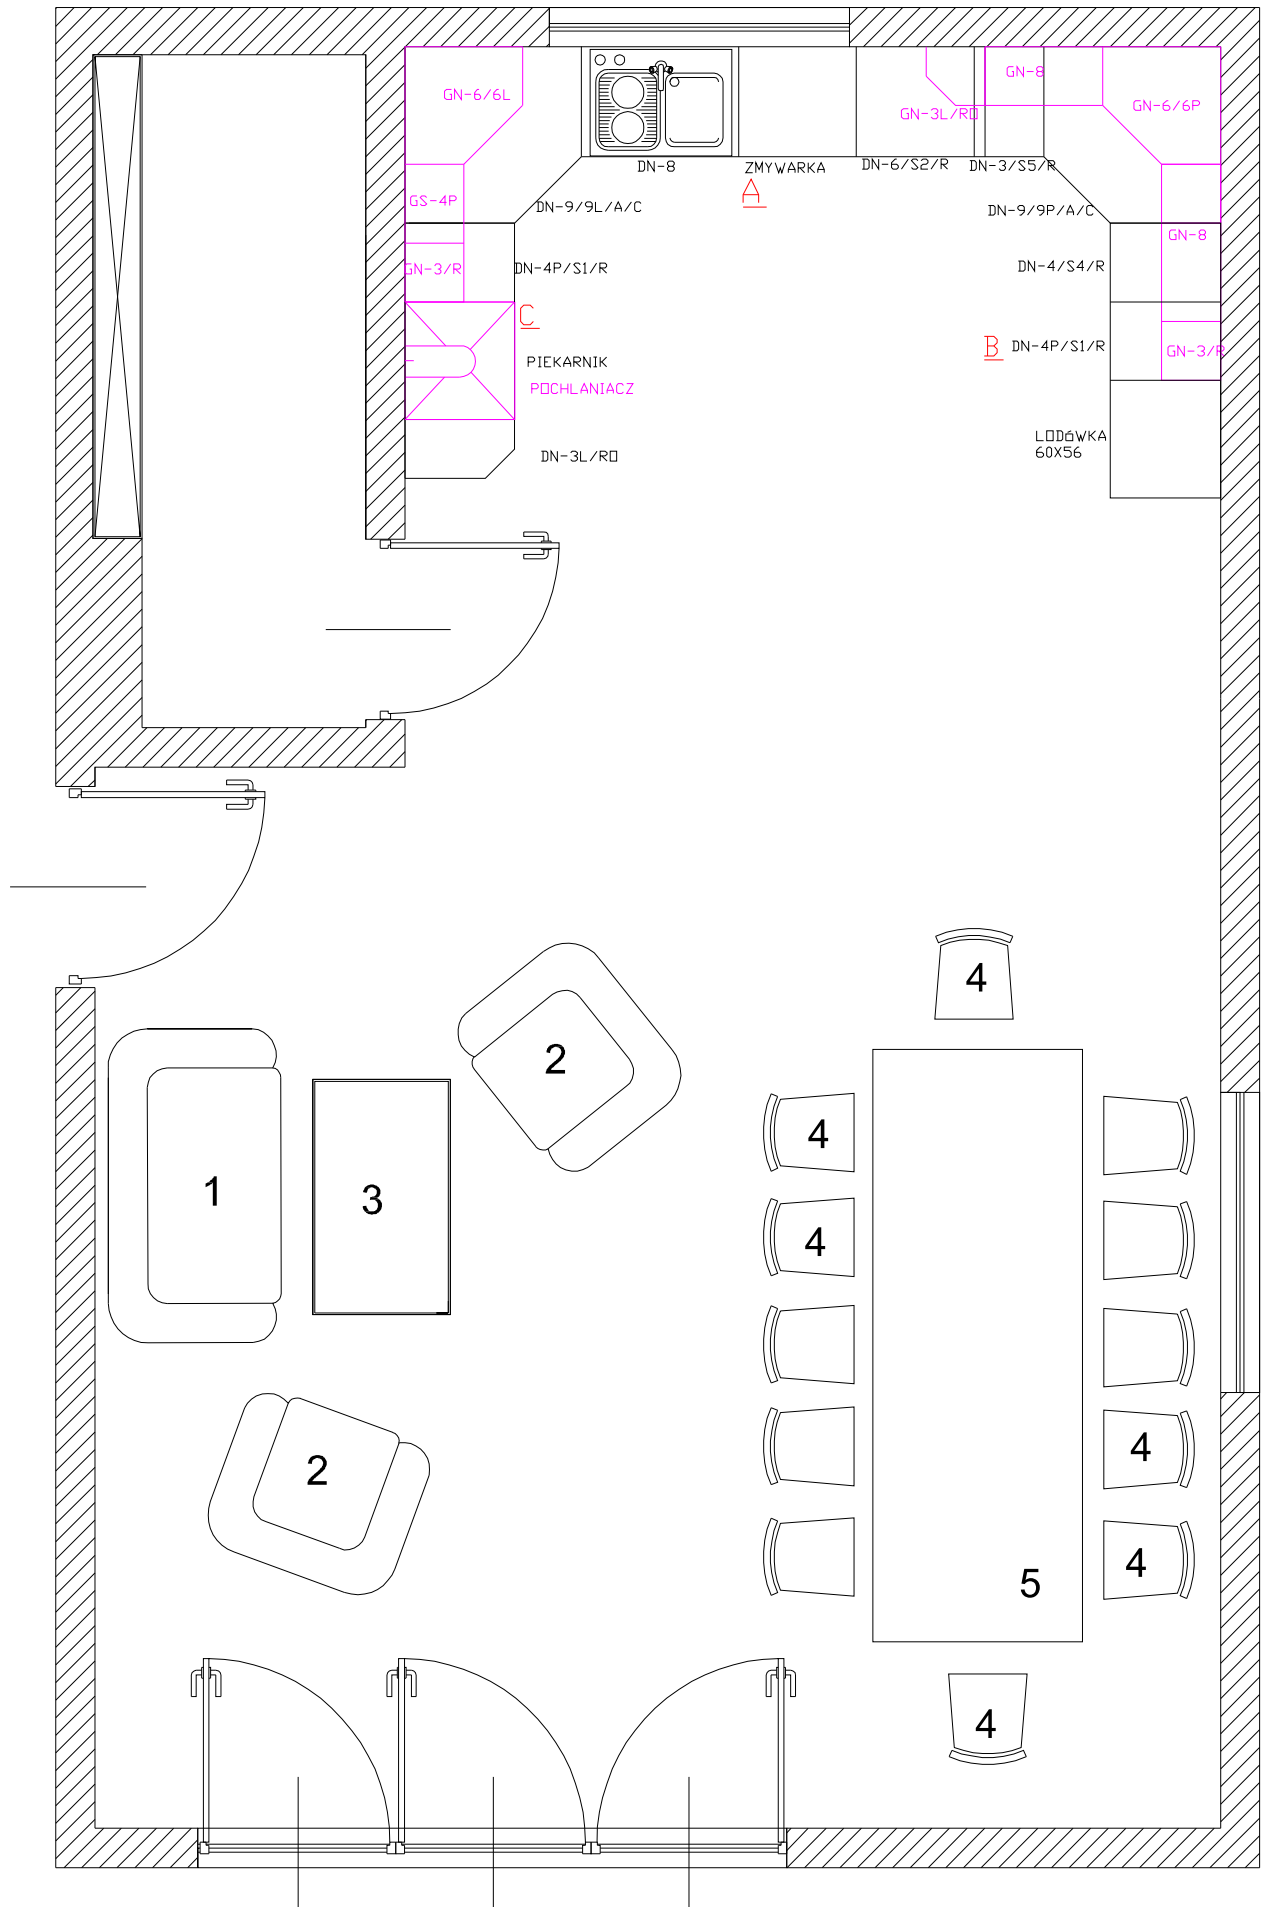 GN-6/6L
GN-8
GN-6/6P
GN-3L/RO
DN-8
ZMYWARKA
DN-6/S2/R
DN-3/S5/R
A
GS-4P
DN-9/9L/A/C
DN-9/9P/A/C
GN-8
GN-3/R
DN-4P/S1/R
DN-4/S4/R
C
B
DN-4P/S1/R
GN-3/R
PIEKARNIK
POCHLANIACZ
LODóWKA
60X56
DN-3L/RO
4
2
4
1
3
4
4
2
4
5
4